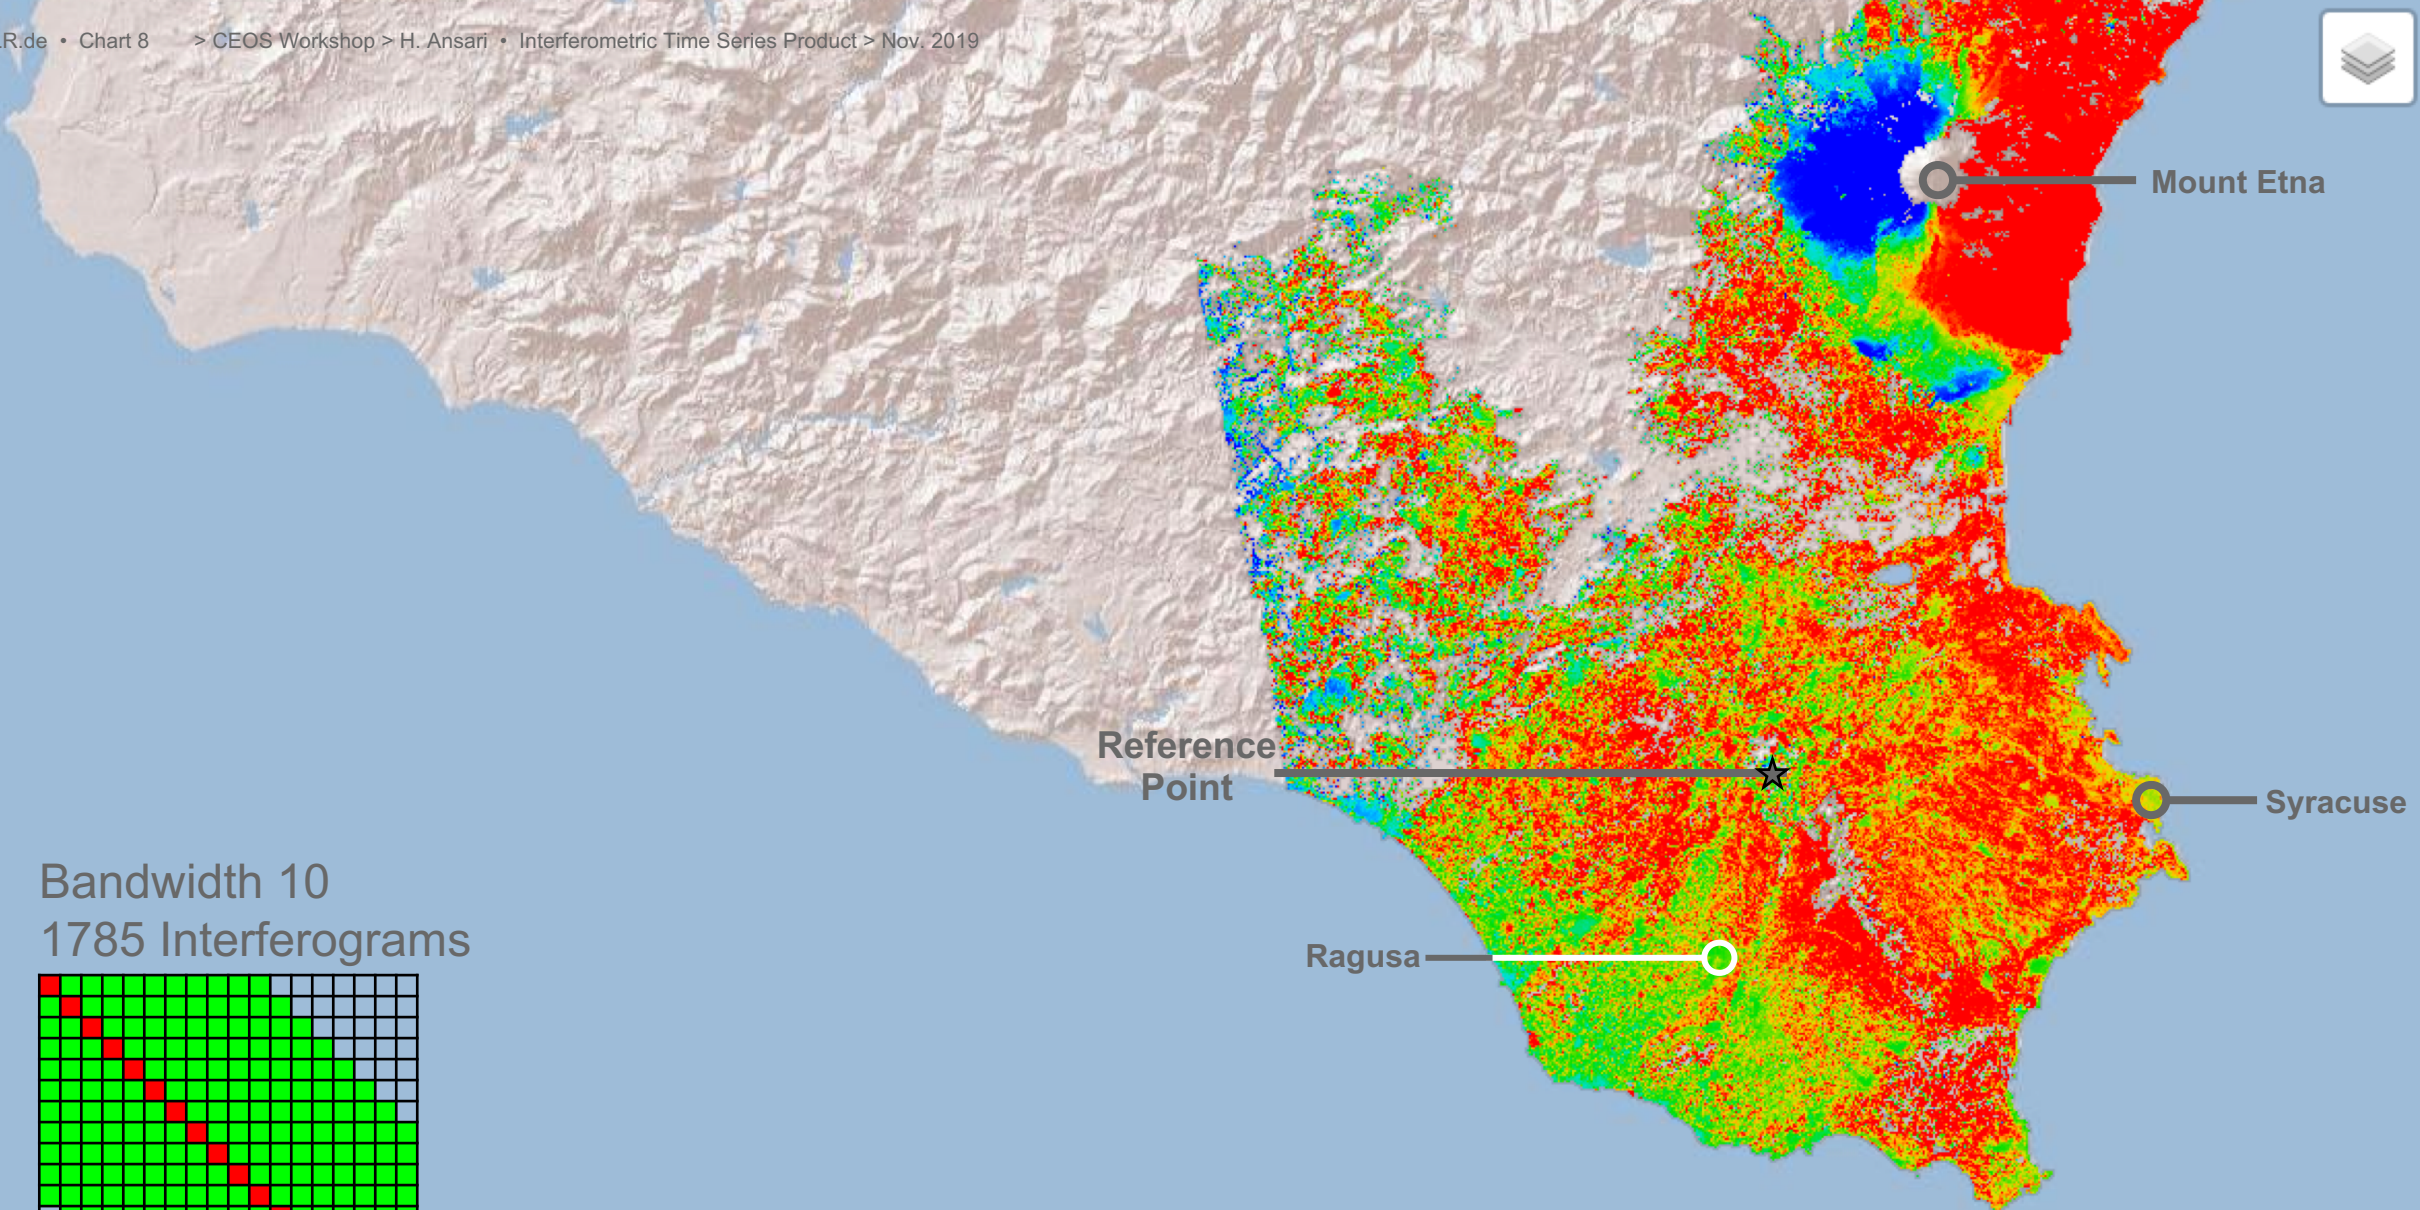 .R.de • Chart 8 > CEOS Workshop > H. Ansari • Interferometric Time Series Product > Nov. 2019
Mount Etna
Reference
Point
Syracuse
Bandwidth 10
1785 Interferograms
Ragusa